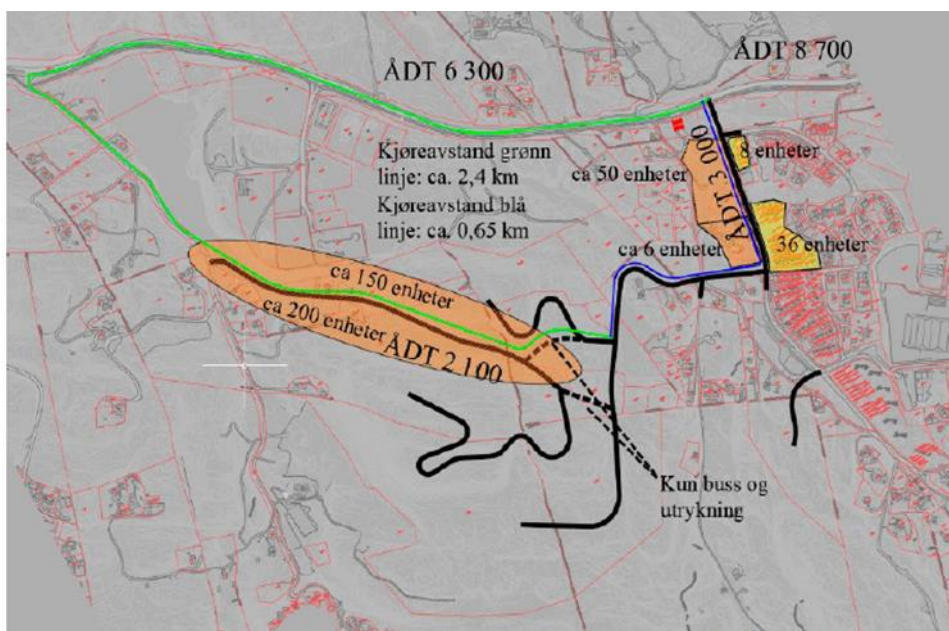 ÅDT 8 700
ÅDT 6 300
Kjøreavstand grønn
linje: ca. 2,4 km
Kjøreavstand blå
linje: ca. 0,65 km
8 enheter
ca 50 enheter
ÅDT 3 000
ca 6 enheter
36 enheter
ca 150 enheter
ca 200 enheter
ÅDT 2 100
Kun buss og
utrykning